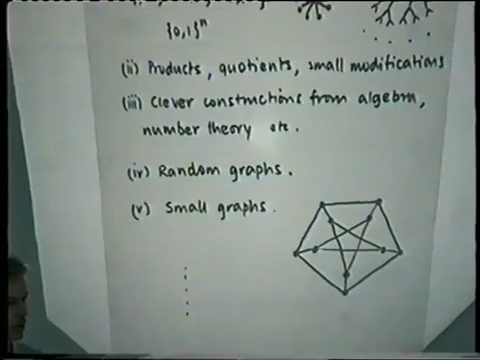 {0,1}ⁿ
(ii) Products, quotients, small modifications
(iii) Clever constructions from algebra,
number theory etc.
(iv) Random graphs.
(v) Small graphs.